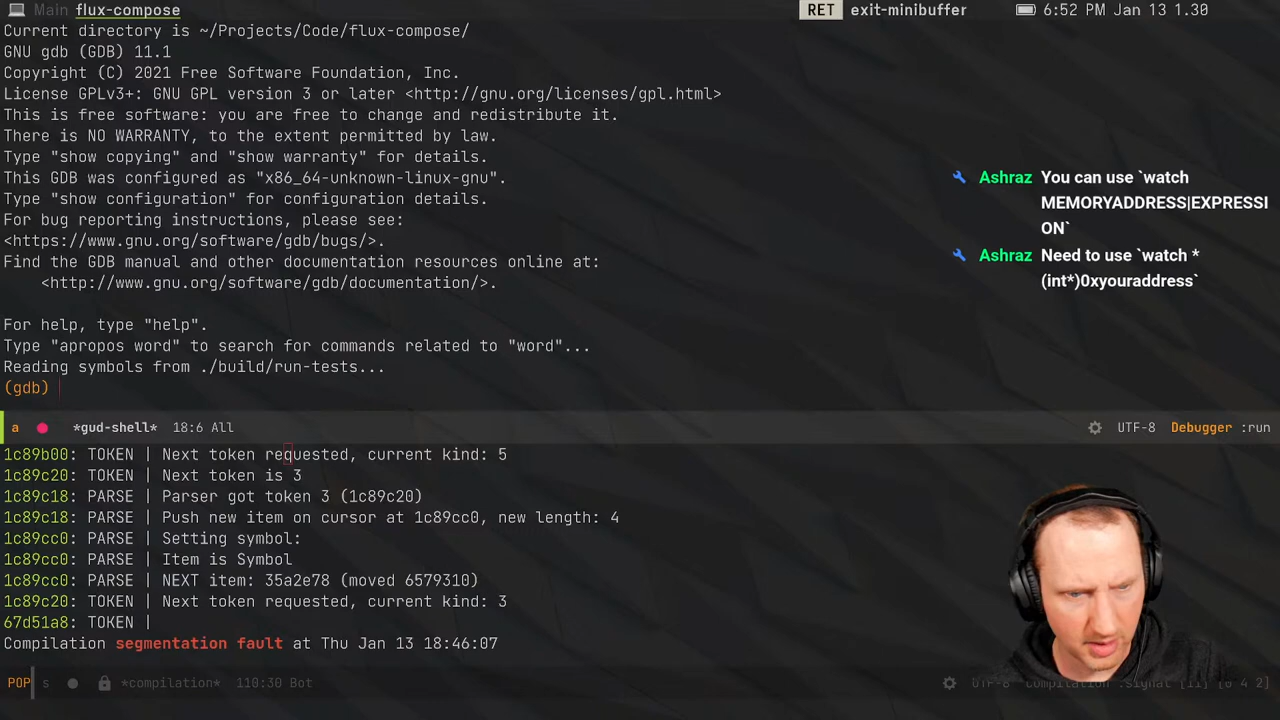 Main flux-compose RET exit-minibuffer 6:52 PM Jan 13 1.30
Current directory is ~/Projects/Code/flux-compose/
GNU gdb (GDB) 11.1
Copyright (C) 2021 Free Software Foundation, Inc.
License GPLv3+: GNU GPL version 3 or later <http://gnu.org/licenses/gpl.html>
This is free software: you are free to change and redistribute it.
There is NO WARRANTY, to the extent permitted by law.
Type "show copying" and "show warranty" for details.
This GDB was configured as "x86_64-unknown-linux-gnu".
Type "show configuration" for configuration details.
For bug reporting instructions, please see:
<https://www.gnu.org/software/gdb/bugs/>.
Find the GDB manual and other documentation resources online at:
<http://www.gnu.org/software/gdb/documentation/>.
For help, type "help".
Type "apropos word" to search for commands related to "word"...
Reading symbols from ./build/run-tests...
(gdb)
Ashraz You can use `watch
MEMORYADDRESS|EXPRESSI
ON`
Ashraz Need to use `watch *
(int*)0xyouraddress`
a *gud-shell* 18:6 All UTF-8 Debugger :run
1c89b00: TOKEN | Next token requested, current kind: 5
1c89c20: TOKEN | Next token is 3
1c89c18: PARSE | Parser got token 3 (1c89c20)
1c89c18: PARSE | Push new item on cursor at 1c89cc0, new length: 4
1c89cc0: PARSE | Setting symbol:
1c89cc0: PARSE | Item is Symbol
1c89cc0: PARSE | NEXT item: 35a2e78 (moved 6579310)
1c89c20: TOKEN | Next token requested, current kind: 3
67d51a8: TOKEN |
Compilation segmentation fault at Thu Jan 13 18:46:07
POP s *compilation* 110:30 Bot UTF-8